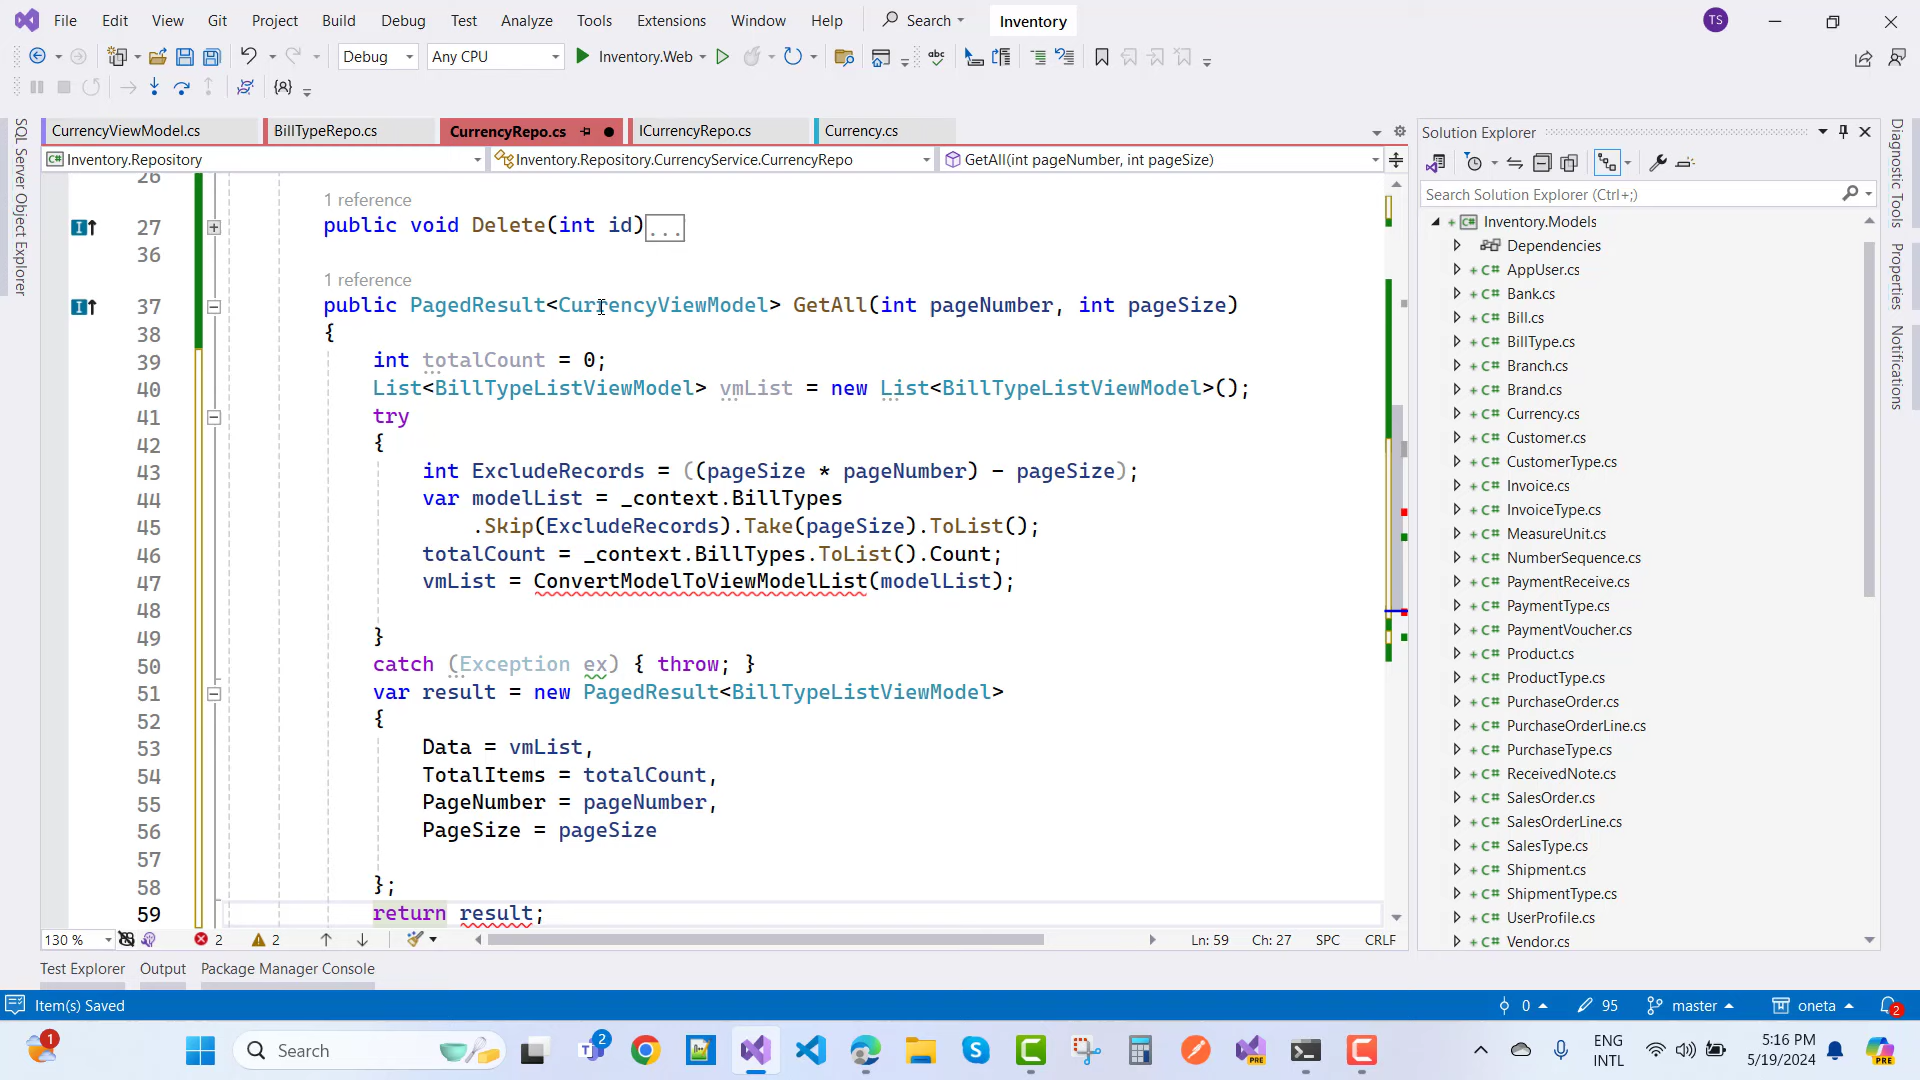 File Edit View Git Project Build Debug Test Analyze Tools Extensions Window Help Search Inventory TS
Debug Any CPU Inventory.Web
SQL Server Object Explorer
CurrencyViewModel.cs BillTypeRepo.cs CurrencyRepo.cs ICurrencyRepo.cs Currency.cs
Inventory.Repository Inventory.Repository.CurrencyService.CurrencyRepo GetAll(int pageNumber, int pageSize)
26
1 reference
27 public void Delete(int id)...
36
1 reference
37 public PagedResult<CurrencyViewModel> GetAll(int pageNumber, int pageSize)
38 {
39 int totalCount = 0;
40 List<BillTypeListViewModel> vmList = new List<BillTypeListViewModel>();
41 try
42 {
43 int ExcludeRecords = ((pageSize * pageNumber) - pageSize);
44 var modelList = _context.BillTypes
45 .Skip(ExcludeRecords).Take(pageSize).ToList();
46 totalCount = _context.BillTypes.ToList().Count;
47 vmList = ConvertModelToViewModelList(modelList);
48
49 }
50 catch (Exception ex) { throw; }
51 var result = new PagedResult<BillTypeListViewModel>
52 {
53 Data = vmList,
54 TotalItems = totalCount,
55 PageNumber = pageNumber,
56 PageSize = pageSize
57
58 };
59 return result;
130 % 2 2 Ln: 59 Ch: 27 SPC CRLF
Solution Explorer
Search Solution Explorer (Ctrl+;)
Inventory.Models
Dependencies
C# AppUser.cs
C# Bank.cs
C# Bill.cs
C# BillType.cs
C# Branch.cs
C# Brand.cs
C# Currency.cs
C# Customer.cs
C# CustomerType.cs
C# Invoice.cs
C# InvoiceType.cs
C# MeasureUnit.cs
C# NumberSequence.cs
C# PaymentReceive.cs
C# PaymentType.cs
C# PaymentVoucher.cs
C# Product.cs
C# ProductType.cs
C# PurchaseOrder.cs
C# PurchaseOrderLine.cs
C# PurchaseType.cs
C# ReceivedNote.cs
C# SalesOrder.cs
C# SalesOrderLine.cs
C# SalesType.cs
C# Shipment.cs
C# ShipmentType.cs
C# UserProfile.cs
C# Vendor.cs
Diagnostic Tools
Properties
Notifications
Test Explorer Output Package Manager Console
Item(s) Saved 0 95 master oneta 2
1 Search 2 PRE ENG
INTL 5:16 PM
5/19/2024 PRE